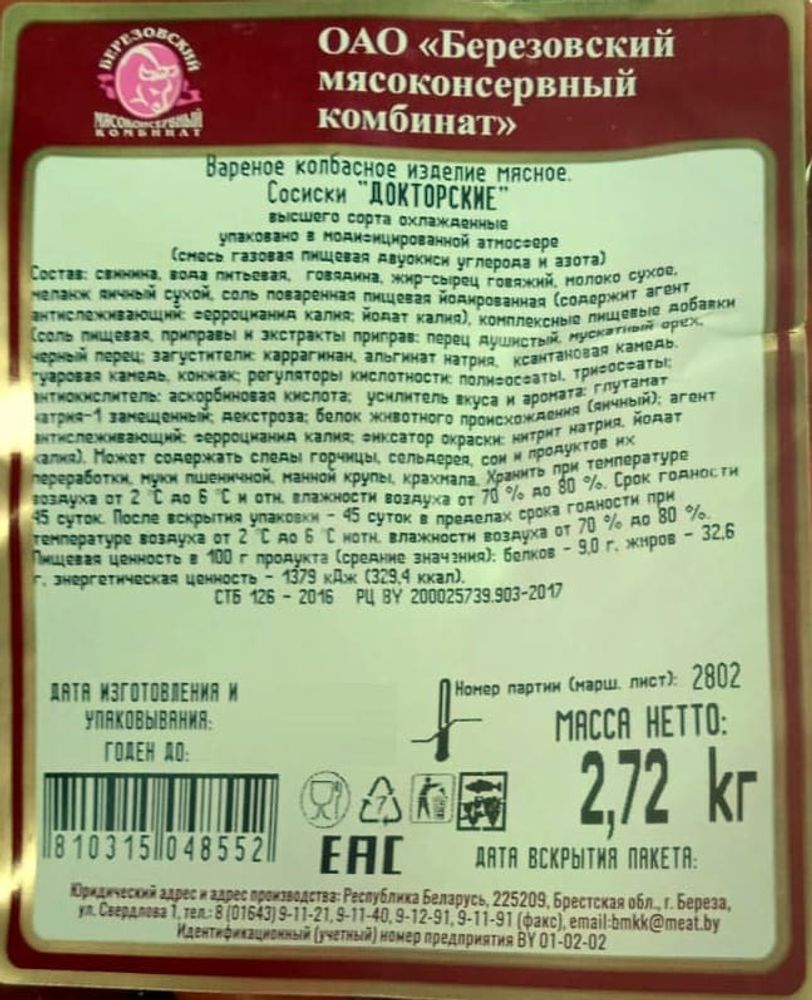 БЕРЕЗОВСКИЙ
МЯСОКОНСЕРВНЫЙ
КОМБИНАТ
ОАО «Березовский
мясоконсервный
комбинат»
Вареное колбасное изделие мясное.
Сосиски "ДОКТОРСКИЕ"
высшего сорта охлажденные
упаковано в модифицированной атмосфере
(смесь газовая пищевая двуокиси углерода и азота)
Состав: свинина, вода питьевая, говядина, жир-сырец говяжий, молоко сухое,
меланж яичный сухой, соль поваренная пищевая йодированная (содержит агент
антислеживающий: ферроцианид калия; йодат калия), комплексные пищевые добавки
(соль пищевая, приправы и экстракты приправ: перец душистый, мускатный орех,
черный перец; загустители: каррагинан, альгинат натрия, ксантановая камедь,
гуаровая камедь, конжак; регуляторы кислотности: полифосфаты, трифосфаты;
антиокислитель: аскорбиновая кислота; усилитель вкуса и аромата: глутамат
натрия-1 замещенный; декстроза; белок животного происхождения (яичный); агент
антислеживающий: ферроцианид калия; фиксатор окраски: нитрит натрия, йодат
калия). Может содержать следы горчицы, сельдерея, сои и продуктов их
переработки, муки пшеничной, манной крупы, крахмала. Хранить при температуре
воздуха от 2 °С до 6 °С и отн. влажности воздуха от 70 % до 80 %. Срок годности
45 суток. После вскрытия упаковки - 45 суток в пределах срока годности при
температуре воздуха от 2 °С до 6 °С иотн. влажности воздуха от 70 % до 80 %.
Пищевая ценность в 100 г продукта (средние значения): белков - 9,0 г, жиров - 32,6
г, энергетическая ценность - 1379 кДж (329,4 ккал).
СТБ 126 - 2016 РЦ BY 200025739.903-2017
ДАТА ИЗГОТОВЛЕНИЯ И
УПАКОВЫВАНИЯ:
ГОДЕН ДО:
Номер партии (марш. лист): 2802
МАССА НЕТТО:
2,72 кг
810315 048552
7
ЕАС
ДАТА ВСКРЫТИЯ ПАКЕТА:
Юридический адрес и адрес производства: Республика Беларусь, 225209, Брестская обл., г. Береза,
ул. Свердлова 1, тел.: 8 (01643) 9-11-21, 9-11-40, 9-12-91, 9-11-91 (факс), email:bmkk@meat.by
Идентификационный (учетный) номер предприятия BY 01-02-02